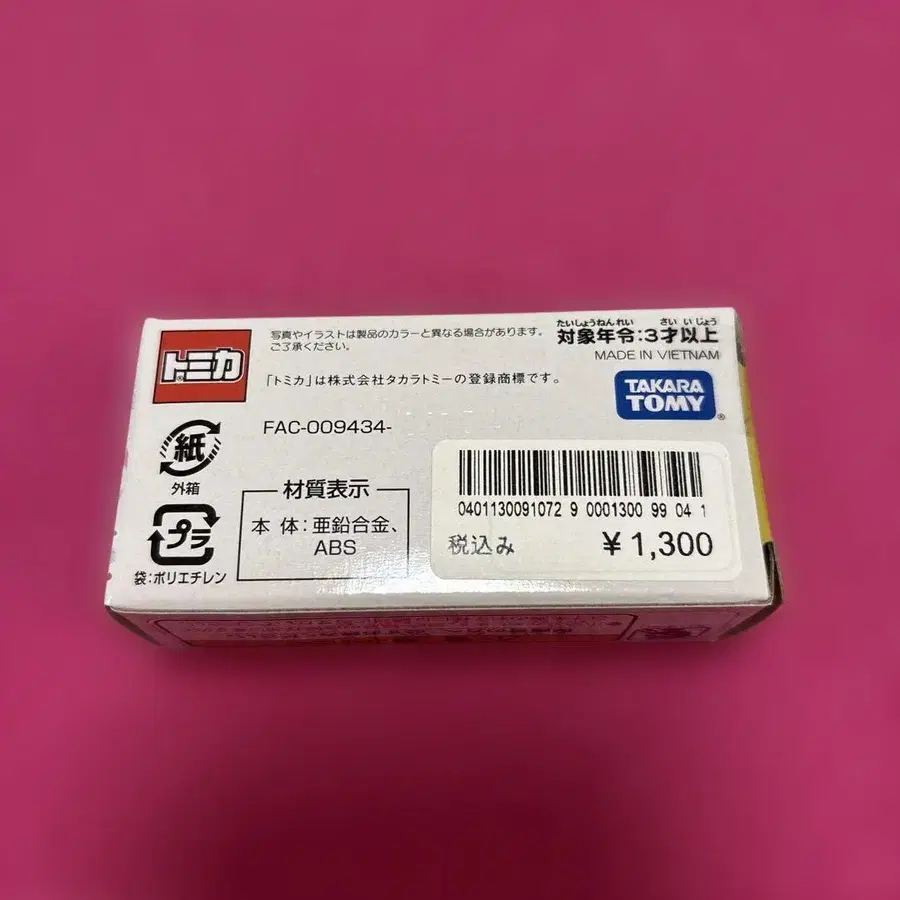 トミカ
写真やイラストは製品のカラーと異なる場合があります。
ご了承ください。
「トミカ」は株式会社タカラトミーの登録商標です。
たいしょうねんれい さいいじょう
対象年令:3才以上
MADE IN VIETNAM
TAKARA
TOMY
FAC-009434-
紙
外箱
プラ
袋:ポリエチレン
材質表示
本 体:亜鉛合金、
ABS
0401130091072 9 0001300 99 04 1
税込み
¥1,300